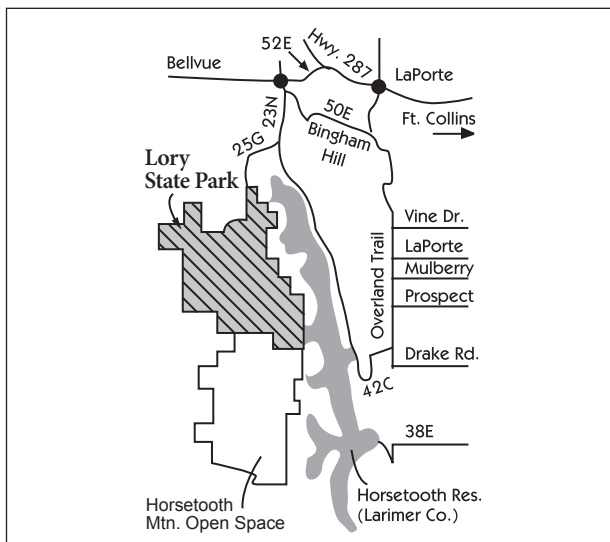 52E
Hwy. 287
Bellvue
LaPorte
23N
50E
Ft. Collins
Bingham
Hill
25G
Lory
State Park
Vine Dr.
LaPorte
Mulberry
Prospect
Overland Trail
Drake Rd.
42C
38E
Horsetooth Res.
(Larimer Co.)
Horsetooth
Mtn. Open Space